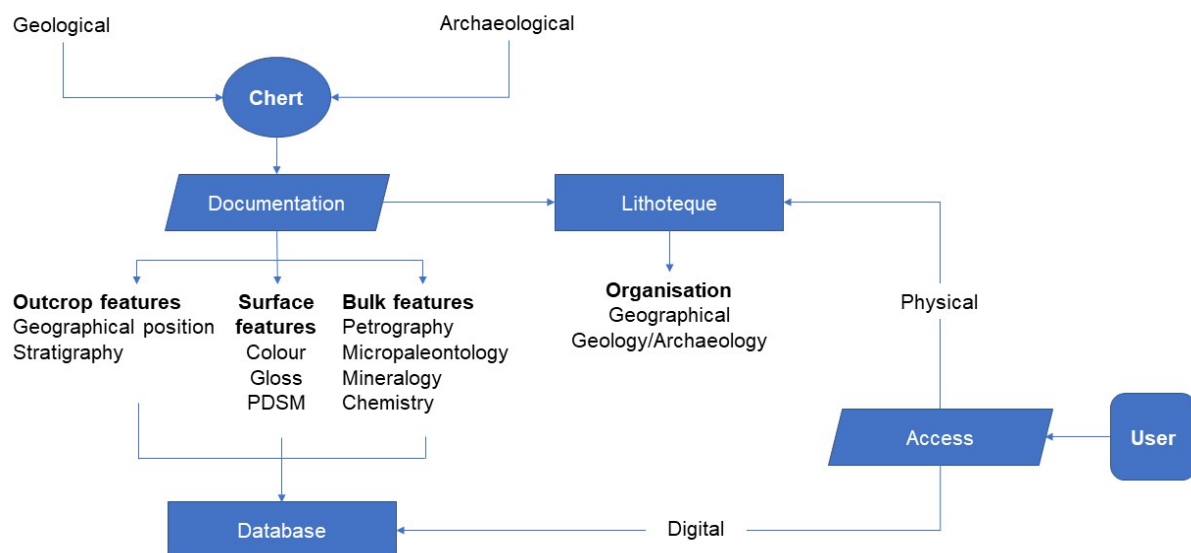 Geological
Archaeological
Chert
Documentation
Lithoteque
Outcrop features
Geographical position
Stratigraphy
Surface
features
Colour
Gloss
PDSM
Bulk features
Petrography
Micropaleontology
Mineralogy
Chemistry
Organisation
Geographical
Geology/Archaeology
Physical
Access
User
Database
Digital